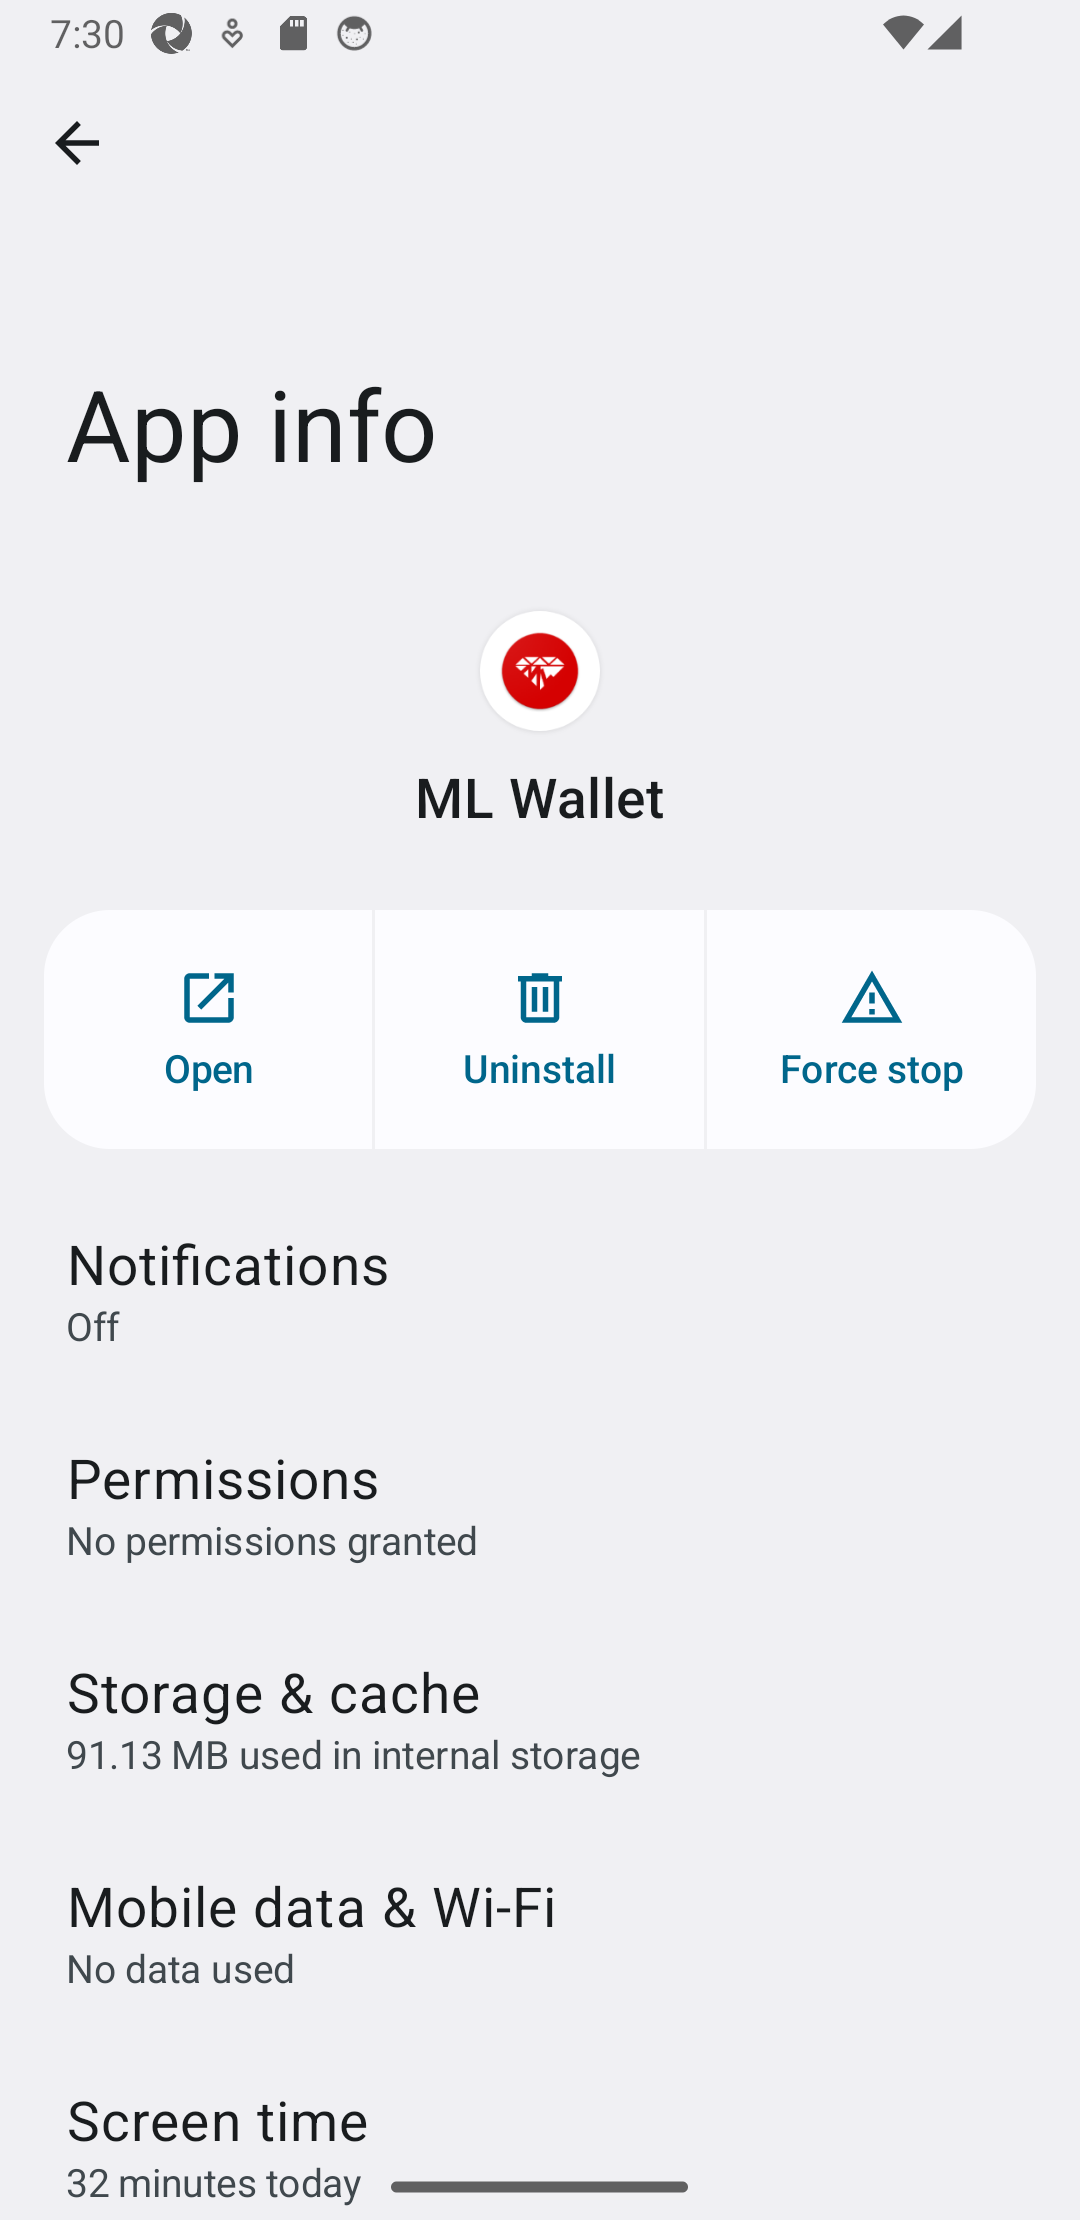 7:30
App info
ML Wallet
Open
Uninstall
Force stop
Notifications
Off
Permissions
No permissions granted
Storage & cache
91.13 MB used in internal storage
Mobile data & Wi-Fi
No data used
Screen time
32 minutes today